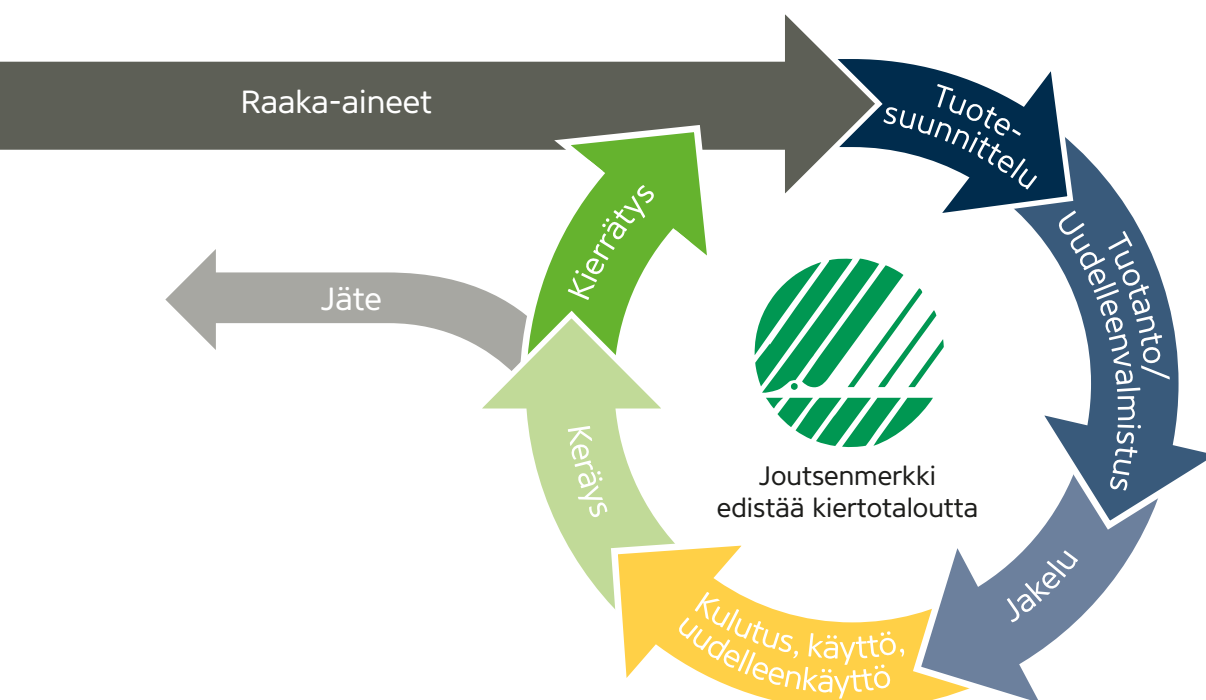 Raaka-aineet
Tuote-
suunnittelu
Tuotanto/
Uudelleenvalmistus
Jakelu
Kulutus, käyttö,
uudelleenkäyttö
Keräys
Kierrätys
Jäte
Joutsenmerkki
edistää kiertotaloutta